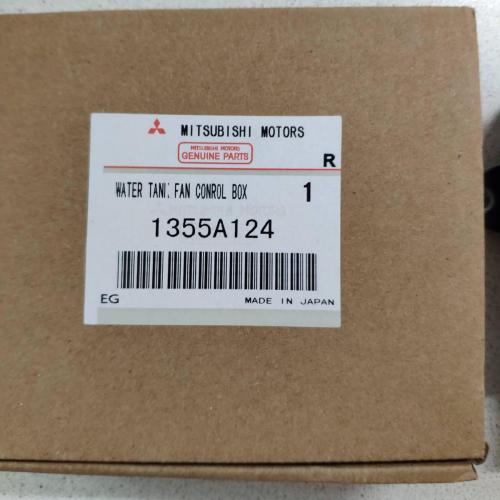 MITSUBISHI MOTORS
MITSUBISHI MOTORS
GENUINE PARTS
R
WATER TANK FAN CONROL BOX 1
1355A124
EG MADE IN JAPAN